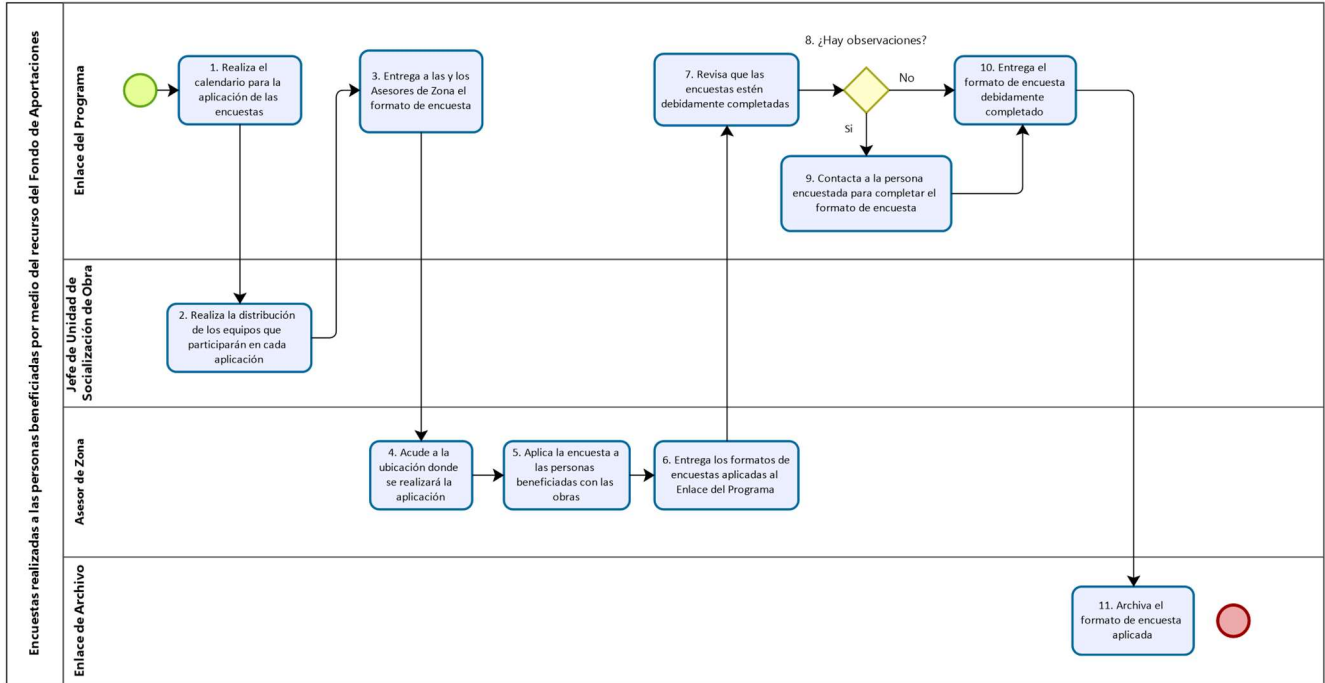 Encuestas realizadas a las personas beneficiadas por medio del recurso del Fondo de Aportaciones
Enlace del Programa
1. Realiza el
calendario para la
aplicación de las
encuestas
3. Entrega a las y los
Asesores de Zona el
formato de encuesta
7. Revisa que las
encuestas estén
debidamente completadas
8. ¿Hay observaciones?
No
Si
10. Entrega el
formato de encuesta
debidamente
completado
9. Contacta a la persona
encuestada para completar el
formato de encuesta
Jefe de Unidad de
Socialización de Obra
2. Realiza la distribución
de los equipos que
participarán en cada
aplicación
Asesor de Zona
4. Acude a la
ubicación donde
se realizará la
aplicación
5. Aplica la encuesta a
las personas
beneficiadas con las
obras
6. Entrega los formatos de
encuestas aplicadas al
Enlace del Programa
Enlace de Archivo
11. Archiva el
formato de encuesta
aplicada